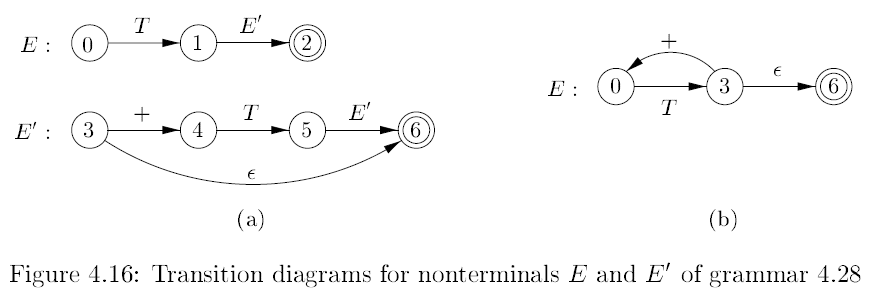 E : 0 T 1 E′ 2
E′ : 3 + 4 T 5 E′ 6
ϵ
(a)
E : 0 + T 3 ϵ 6
(b)
Figure 4.16: Transition diagrams for nonterminals E and E′ of grammar 4.28